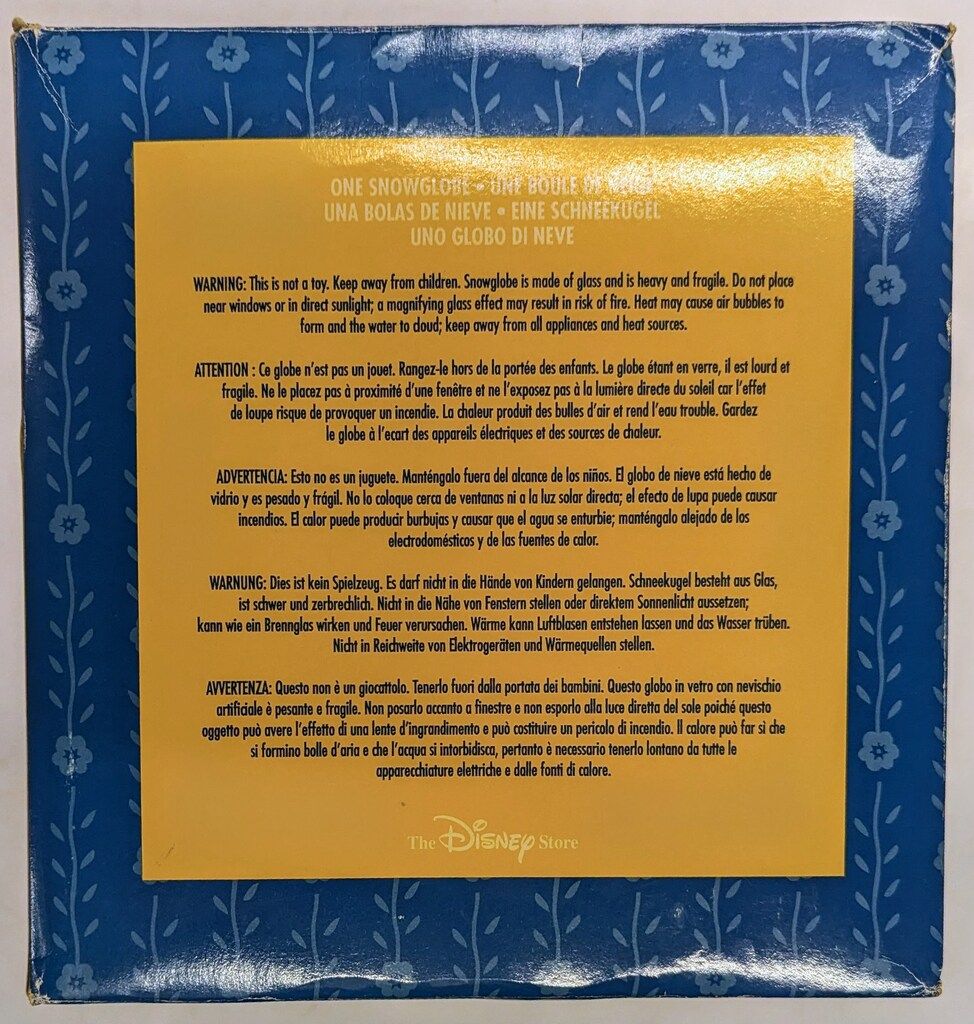 ONE SNOWGLOBE • UNE BOULE DE NEIGE
UNA BOLAS DE NIEVE • EINE SCHNEEKUGEL
UNO GLOBO DI NEVE
WARNING: This is not a toy. Keep away from children. Snowglobe is made of glass and is heavy and fragile. Do not place
near windows or in direct sunlight; a magnifying glass effect may result in risk of fire. Heat may cause air bubbles to
form and the water to cloud; keep away from all appliances and heat sources.
ATTENTION : Ce globe n'est pas un jouet. Rangez-le hors de la portée des enfants. Le globe étant en verre, il est lourd et
fragile. Ne le placez pas à proximité d'une fenêtre et ne l'exposez pas à la lumière directe du soleil car l'effet
de loupe risque de provoquer un incendie. La chaleur produit des bulles d'air et rend l'eau trouble. Gardez
le globe à l'ecart des appareils électriques et des sources de chaleur.
ADVERTENCIA: Esto no es un juguete. Manténgalo fuera del alcance de los niños. El globo de nieve está hecho de
vidrio y es pesado y frágil. No lo coloque cerca de ventanas ni a la luz solar directa; el efecto de lupa puede causar
incendios. El calor puede producir burbujas y causar que el agua se enturbie; manténgalo alejado de los
electrodomésticos y de las fuentes de calor.
WARNUNG: Dies ist kein Spielzeug. Es darf nicht in die Hände von Kindern gelangen. Schneekugel besteht aus Glas,
ist schwer und zerbrechlich. Nicht in die Nähe von Fenstern stellen oder direktem Sonnenlicht aussetzen;
kann wie ein Brennglas wirken und Feuer verursachen. Wärme kann Luftblasen entstehen lassen und das Wasser trüben.
Nicht in Reichweite von Elektrogeräten und Wärmequellen stellen.
AVVERTENZA: Questo non è un giocattolo. Tenerlo fuori dalla portata dei bambini. Questo globo in vetro con nevischio
artificiale è pesante e fragile. Non posarlo accanto a finestre e non esporlo alla luce diretta del sole poiché questo
oggetto può avere l'effetto di una lente d'ingrandimento e può costituire un pericolo di incendio. Il calore può far sì che
si formino bolle d'aria e che l'acqua si intorbidisca, pertanto è necessario tenerlo lontano da tutte le
apparecchiature elettriche e dalle fonti di calore.
The Disney Store